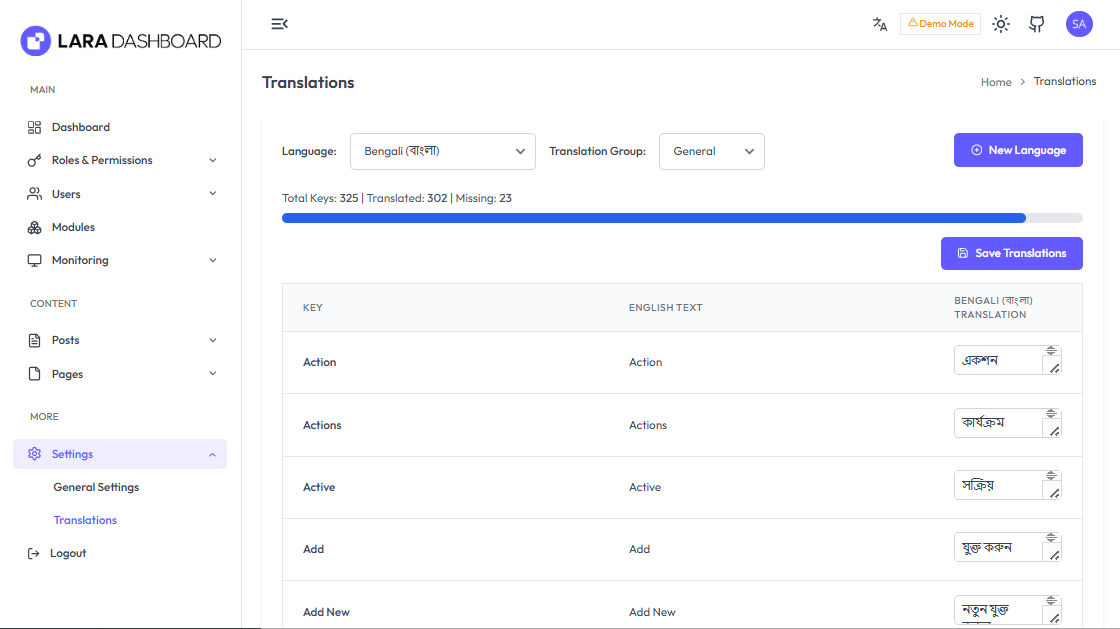 LARA DASHBOARD
MAIN
Dashboard
Roles & Permissions
Users
Modules
Monitoring
CONTENT
Posts
Pages
MORE
Settings
General Settings
Translations
Logout
Demo Mode
SA
Translations
Home > Translations
Language: Bengali (বাংলা) Translation Group: General
New Language
Total Keys: 325 | Translated: 302 | Missing: 23
Save Translations
KEY ENGLISH TEXT BENGALI (বাংলা)
TRANSLATION
Action Action একশন
Actions Actions কার্যক্রম
Active Active সক্রিয়
Add Add যুক্ত করুন
Add New Add New নতুন যুক্ত